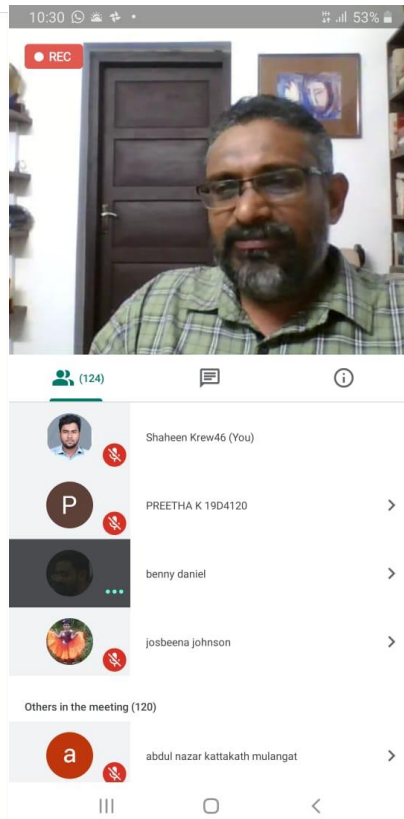 10:30 53%
REC
(124)
Shaheen Krew46 (You)
P PREETHA K 19D4120
benny daniel
josbeena johnson
Others in the meeting (120)
a abdul nazar kattakath mulangat